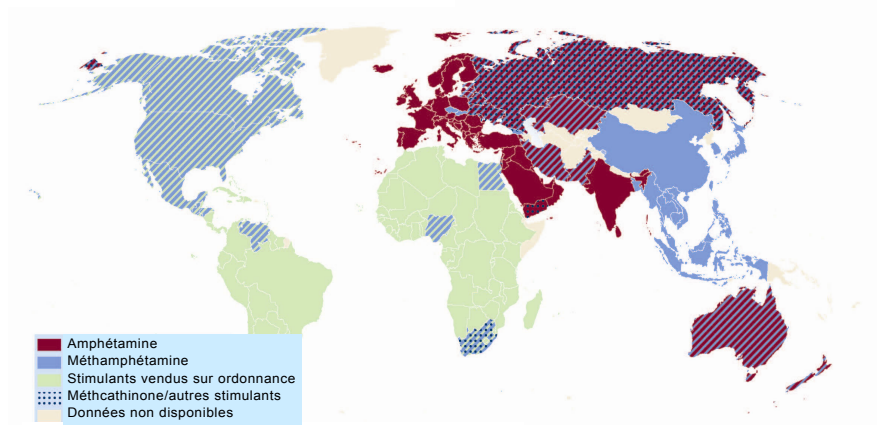 Amphétamine
Méthamphétamine
Stimulants vendus sur ordonnance
Méthcathinone/autres stimulants
Données non disponibles